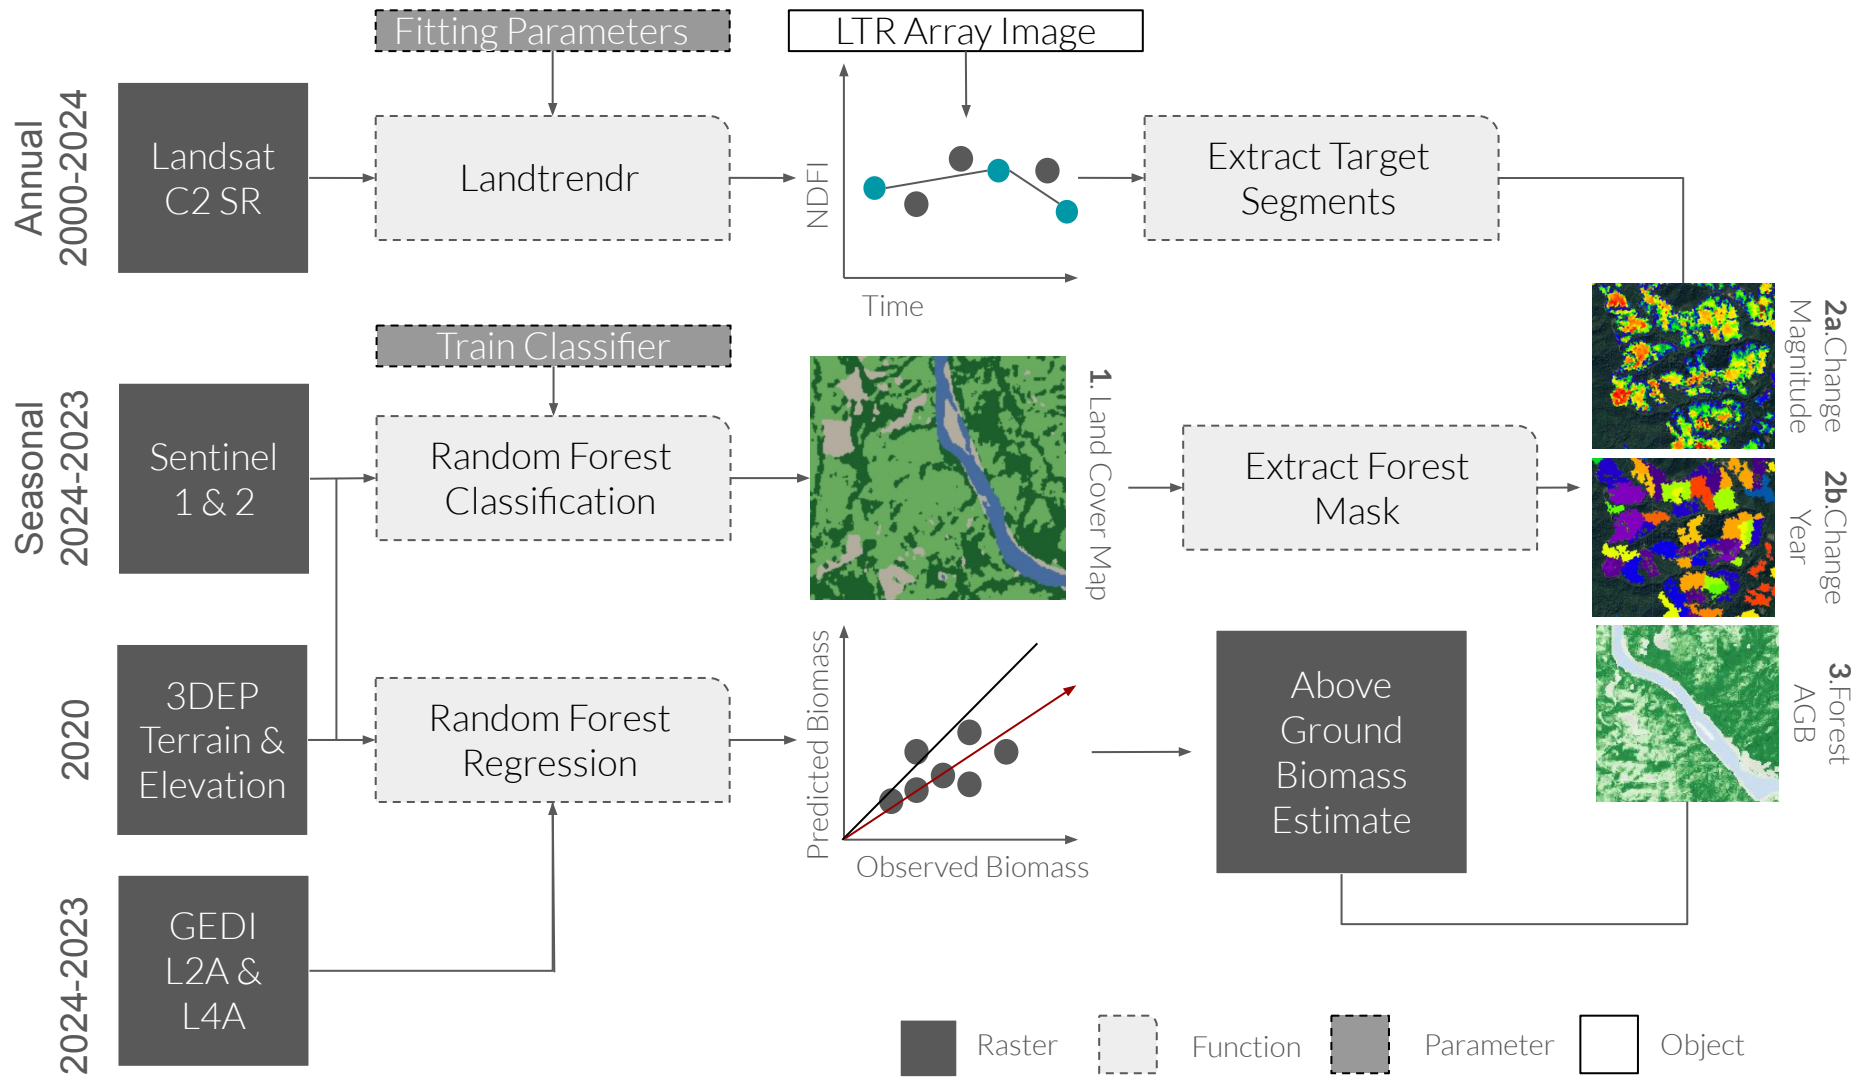 Fitting Parameters
LTR Array Image
Annual
2000-2024
Landsat
C2 SR
Landtrendr
NDFI
Time
Extract Target
Segments
2a.Change
Magnitude
Train Classifier
Seasonal
2024-2023
Sentinel
1 & 2
Random Forest
Classification
1. Land Cover Map
Extract Forest
Mask
2b.Change
Year
2020
3DEP
Terrain &
Elevation
Random Forest
Regression
Predicted Biomass
Observed Biomass
Above
Ground
Biomass
Estimate
3.Forest
AGB
2024-2023
GEDI
L2A &
L4A
Raster
Function
Parameter
Object